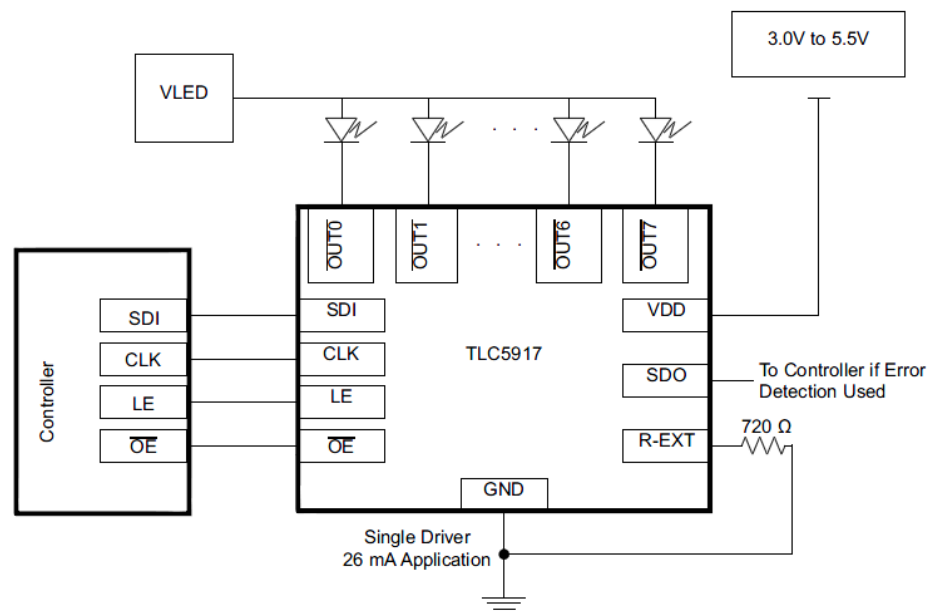 3.0V to 5.5V
VLED
. . .
OUT0
OUT1
OUT6
OUT7
. . .
Controller
SDI
CLK
LE
OE
SDI
CLK
LE
OE
TLC5917
VDD
SDO
R-EXT
GND
To Controller if Error
Detection Used
720 Ω
Single Driver
26 mA Application